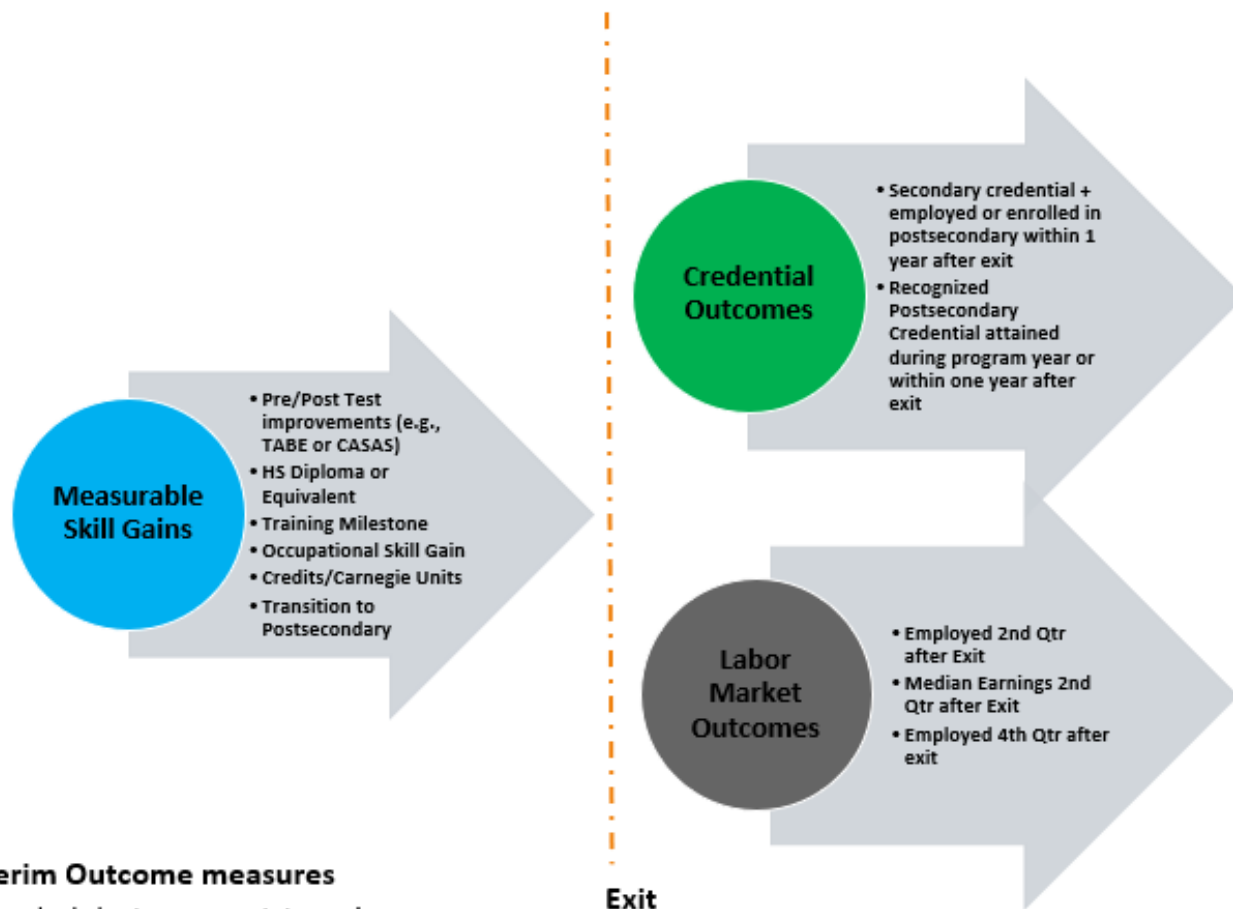 Measurable
Skill Gains
• Pre/Post Test
improvements (e.g.,
TABE or CASAS)
• HS Diploma or
Equivalent
• Training Milestone
• Occupational Skill Gain
• Credits/Carnegie Units
• Transition to
Postsecondary
Credential
Outcomes
• Secondary credential +
employed or enrolled in
postsecondary within 1
year after exit
• Recognized
Postsecondary
Credential attained
during program year or
within one year after
exit
Labor
Market
Outcomes
• Employed 2nd Qtr
after Exit
• Median Earnings 2nd
Qtr after Exit
• Employed 4th Qtr after
exit
Outcome measures
Exit